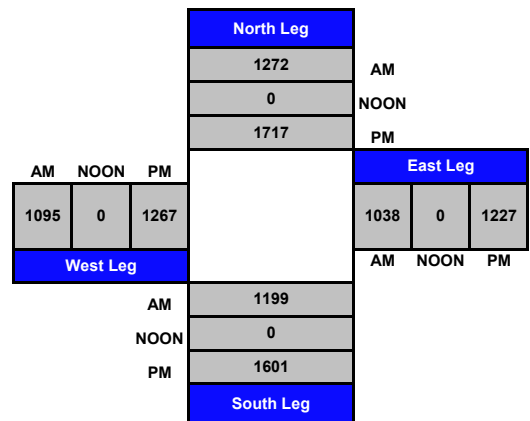 North Leg
1272 AM
0 NOON
1717 PM
AM NOON PM
East Leg
1095 0 1267
1038 0 1227
West Leg
AM NOON PM
AM 1199
NOON 0
PM 1601
South Leg